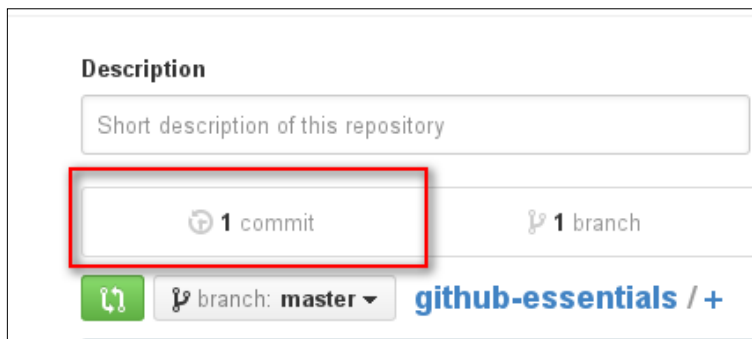 Description
Short description of this repository
1 commit
1 branch
branch: master
github-essentials / +